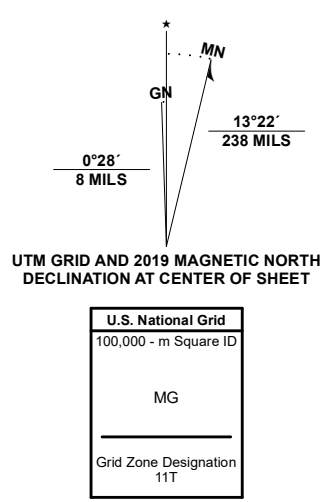 ★
MN
GN
13°22´
238 MILS
0°28´
8 MILS
UTM GRID AND 2019 MAGNETIC NORTH
DECLINATION AT CENTER OF SHEET
U.S. National Grid
100,000 - m Square ID
MG
Grid Zone Designation
11T